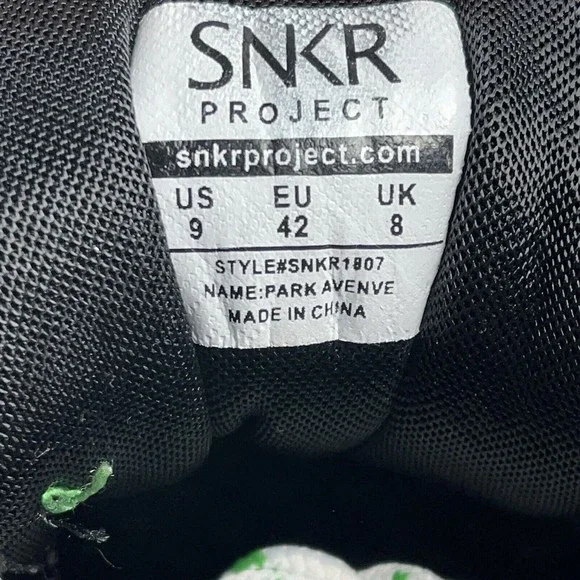 SNKR
PROJECT
snkrproject.com
US EU UK
9 42 8
STYLE#SNKR1807
NAME:PARK AVENVE
MADE IN CHINA